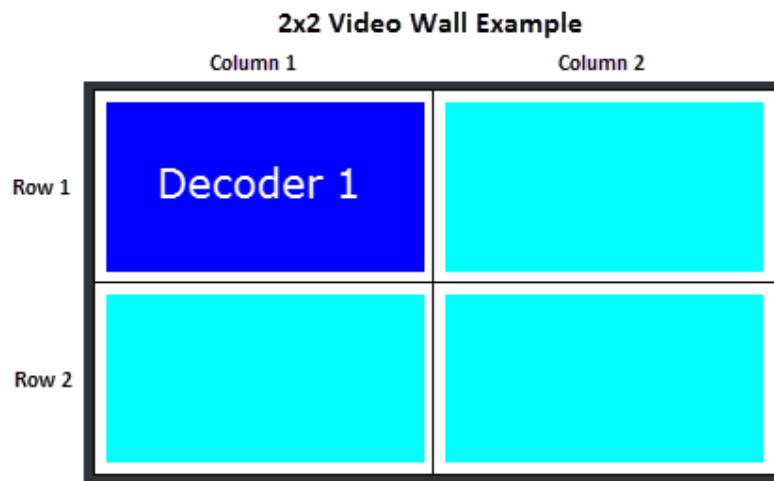 2x2 Video Wall Example
Column 1
Column 2
Row 1
Decoder 1
Row 2